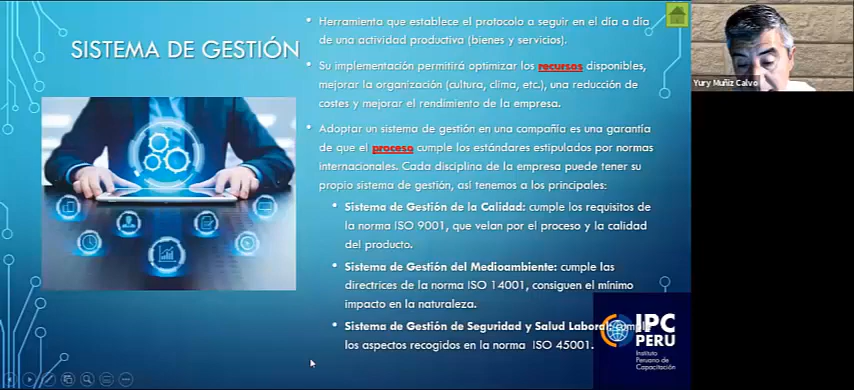 SISTEMA DE GESTIÓN
• Herramienta que establece el protocolo a seguir en el día a día
de una actividad productiva (bienes y servicios).
• Su implementación permitirá optimizar los recursos disponibles,
mejorar la organización (cultura, clima, etc.), una reducción de
costes y mejorar el rendimiento de la empresa.
• Adoptar un sistema de gestión en una compañía es una garantía
de que el proceso cumple los estándares estipulados por normas
internacionales. Cada disciplina de la empresa puede tener su
propio sistema de gestión, así tenemos a los principales:
• Sistema de Gestión de la Calidad: cumple los requisitos de
la norma ISO 9001, que velan por el proceso y la calidad
del producto.
• Sistema de Gestión del Medioambiente: cumple las
directrices de la norma ISO 14001, consiguen el mínimo
impacto en la naturaleza.
• Sistema de Gestión de Seguridad y Salud Laboral:
los aspectos recogidos en la norma ISO 45001.
IPC
PERU
Instituto
Peruano de
Capacitación
Yury Muñiz Calvo